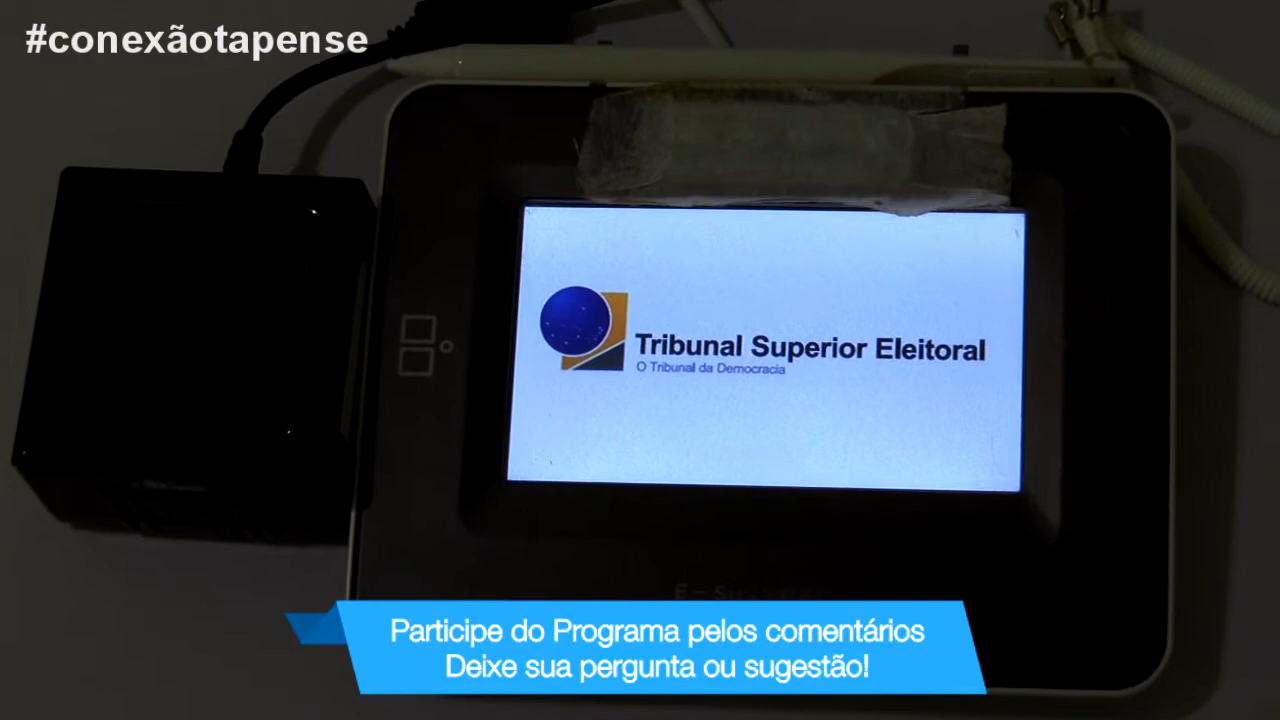 #conexãotapense
Tribunal Superior Eleitoral
O Tribunal da Democracia
Participe do Programa pelos comentários
Deixe sua pergunta ou sugestão!